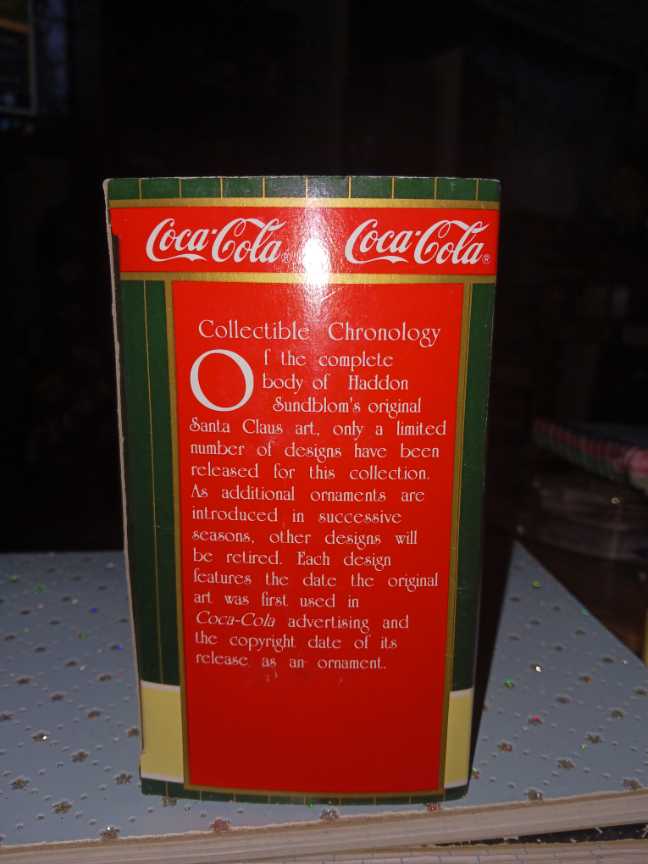 Coca-Cola® Coca-Cola®
Collectible Chronology
Of the complete
body of Haddon
Sundblom's original
Santa Claus art, only a limited
number of designs have been
released for this collection.
As additional ornaments are
introduced in successive
seasons, other designs will
be retired. Each design
features the date the original
art was first used in
Coca-Cola advertising and
the copyright date of its
release as an ornament.